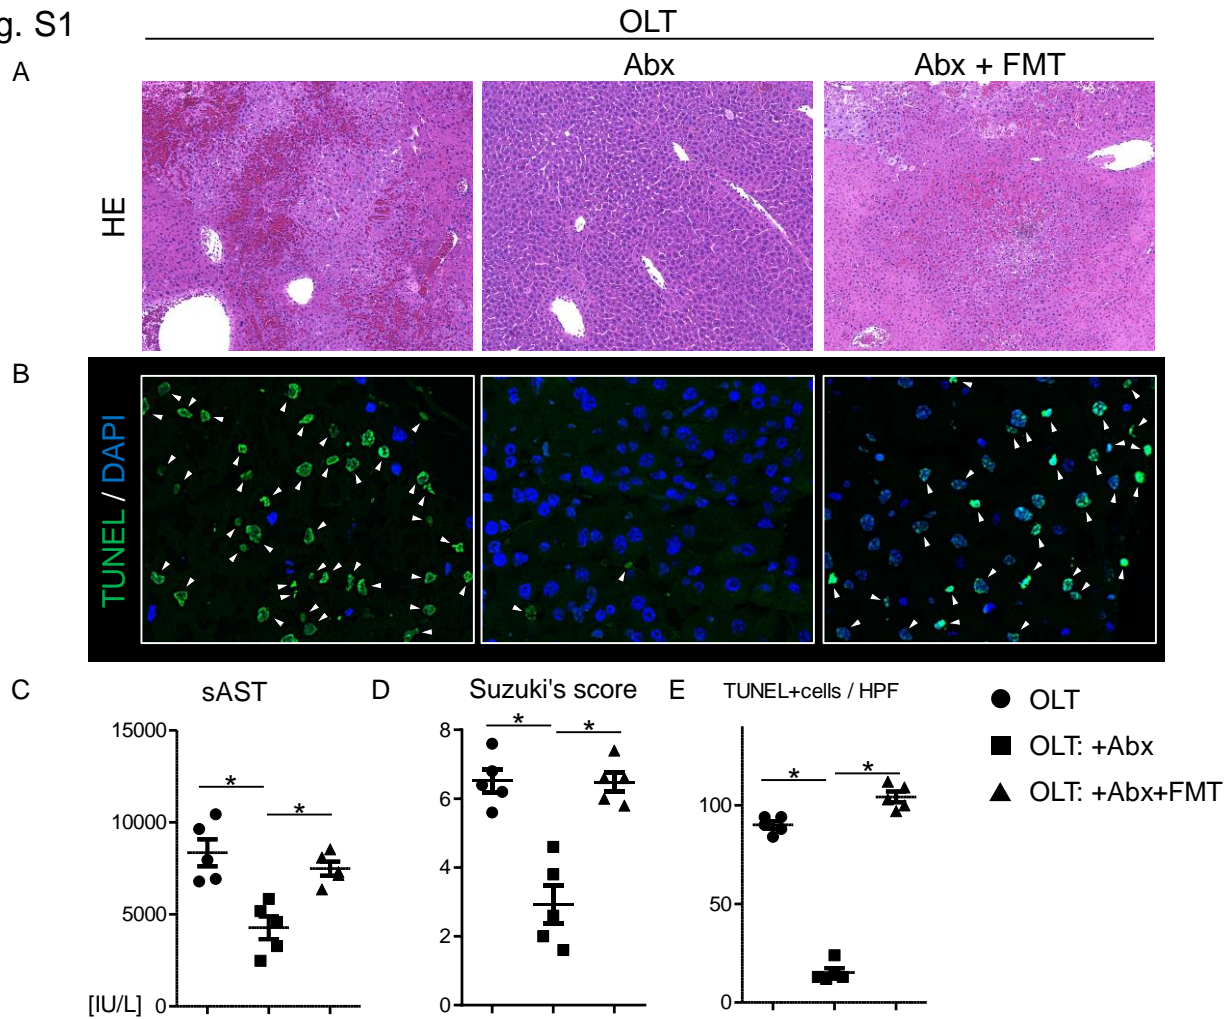 g. S1
OLT
A
Abx
Abx + FMT
HE
B
TUNEL / DAPI
C
sAST
D
Suzuki's score
E
TUNEL+cells / HPF
OLT
OLT: +Abx
OLT: +Abx+FMT
15000
10000
5000
0
[IU/L]
*
*
8
6
4
2
0
*
*
100
50
0
*
*